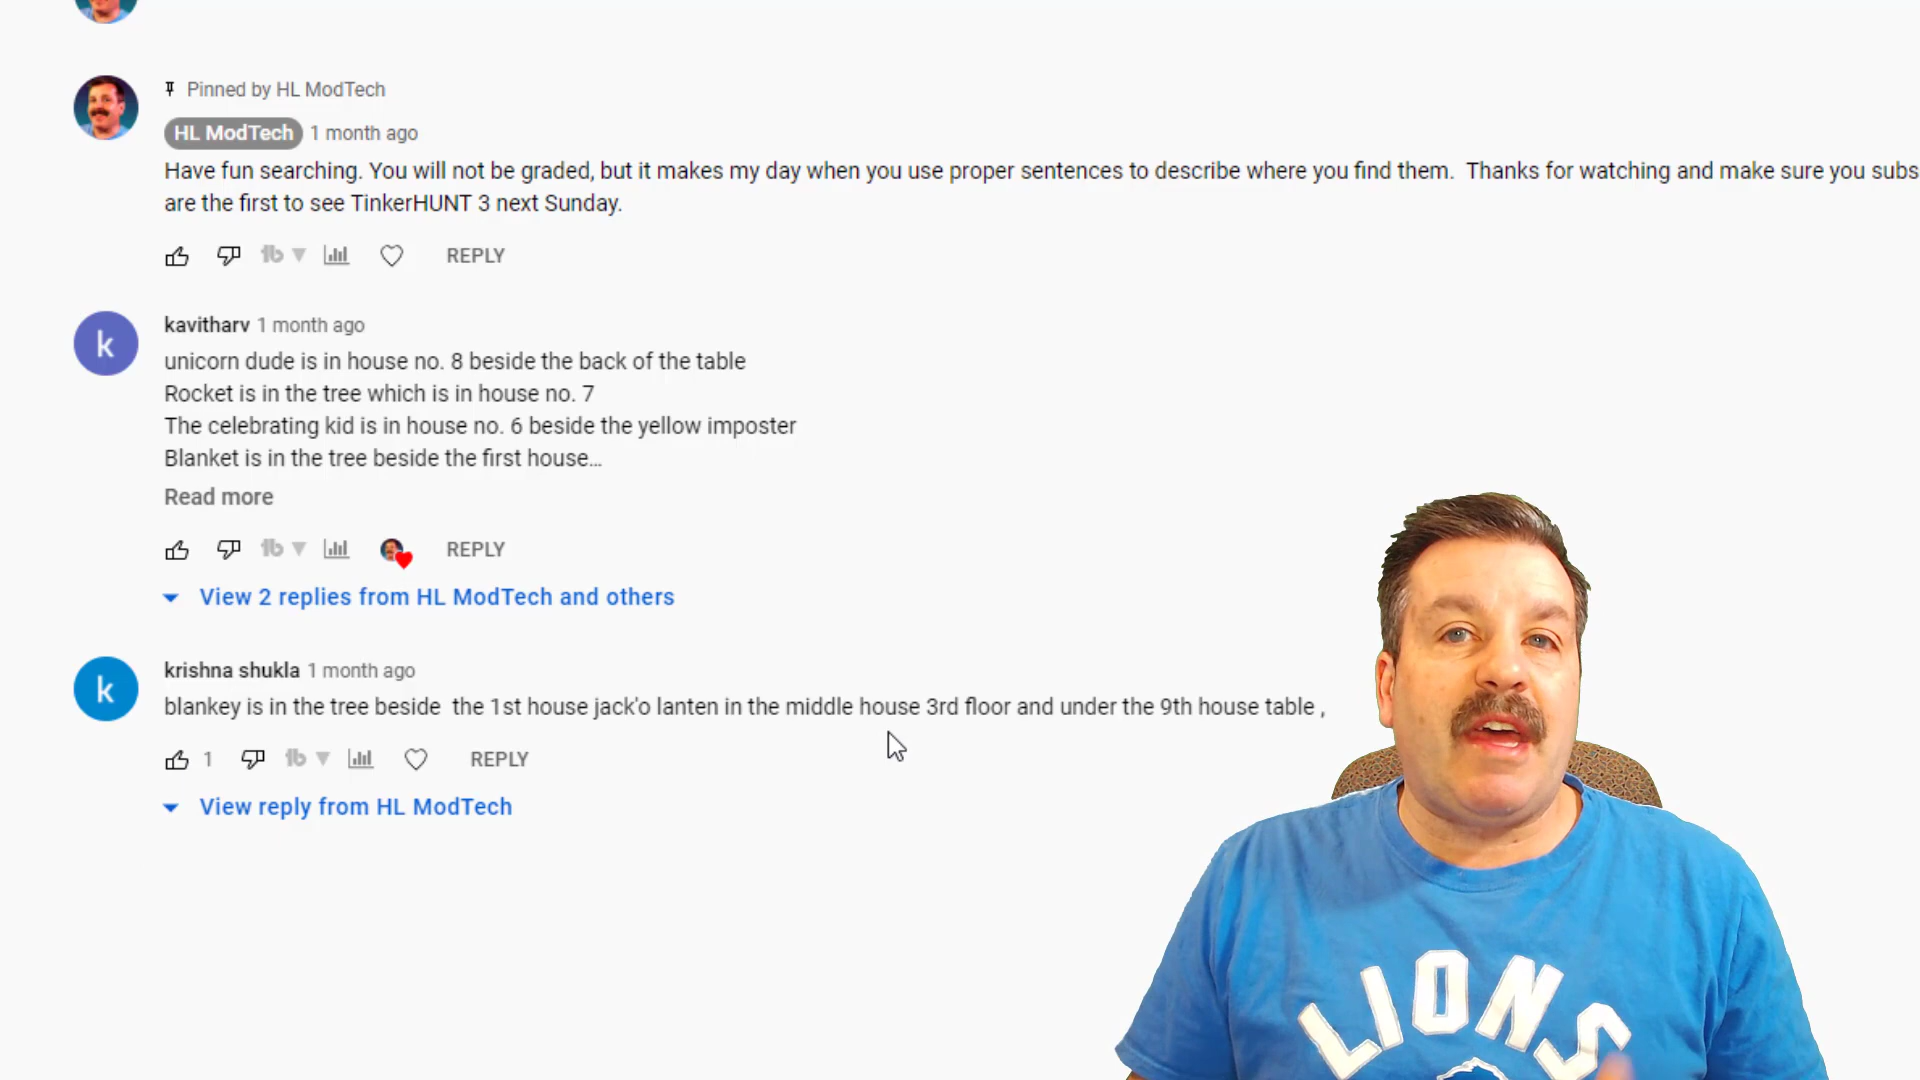 Pinned by HL ModTech
HL ModTech 1 month ago
Have fun searching. You will not be graded, but it makes my day when you use proper sentences to describe where you find them. Thanks for watching and make sure you subs
are the first to see TinkerHUNT 3 next Sunday.
REPLY
k
kavitharv 1 month ago
unicorn dude is in house no. 8 beside the back of the table
Rocket is in the tree which is in house no. 7
The celebrating kid is in house no. 6 beside the yellow imposter
Blanket is in the tree beside the first house...
Read more
REPLY
View 2 replies from HL ModTech and others
k
krishna shukla 1 month ago
blankey is in the tree beside the 1st house jack'o lanten in the middle house 3rd floor and under the 9th house table ,
1 REPLY
View reply from HL ModTech
LIONS